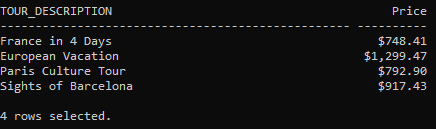 TOUR_DESCRIPTION Price
-------------------------------------------------- ----------
France in 4 Days $748.41
European Vacation $1,299.47
Paris Culture Tour $792.90
Sights of Barcelona $917.43
4 rows selected.